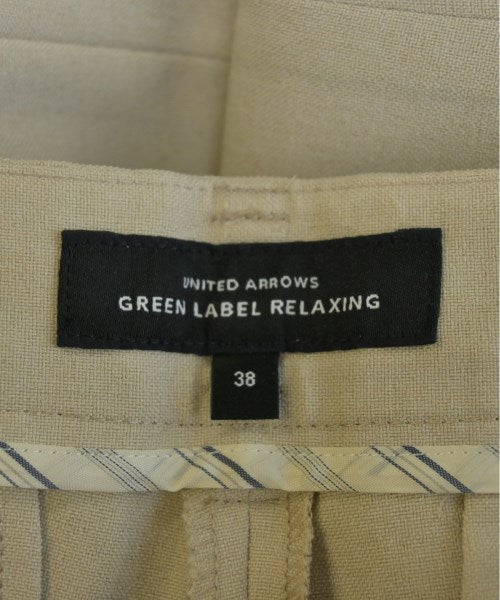 UNITED ARROWS
GREEN LABEL RELAXING
38